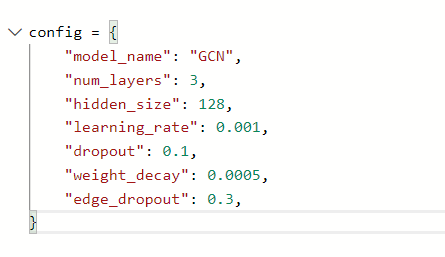 config = {
    "model_name": "GCN",
    "num_layers": 3,
    "hidden_size": 128,
    "learning_rate": 0.001,
    "dropout": 0.1,
    "weight_decay": 0.0005,
    "edge_dropout": 0.3,
}